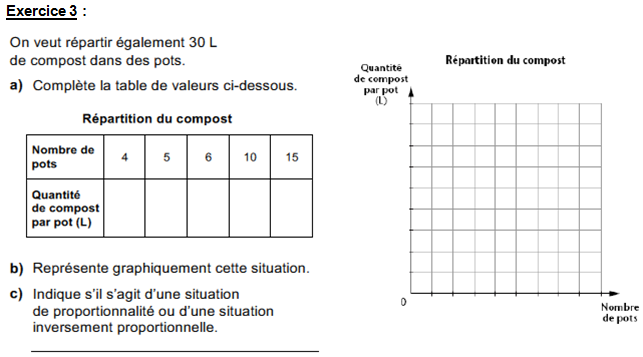 Exercice 3 :
On veut répartir également 30 L
de compost dans des pots.
a) Complète la table de valeurs ci-dessous.
Répartition du compost
Nombre de
pots
4 5 6 10 15
Quantité
de compost
par pot (L)
b) Représente graphiquement cette situation.
c) Indique s'il s'agit d'une situation
de proportionnalité ou d'une situation
inversement proportionnelle.
Répartition du compost
Quantité
de compost
par pot
(L)
0
Nombre
de pots